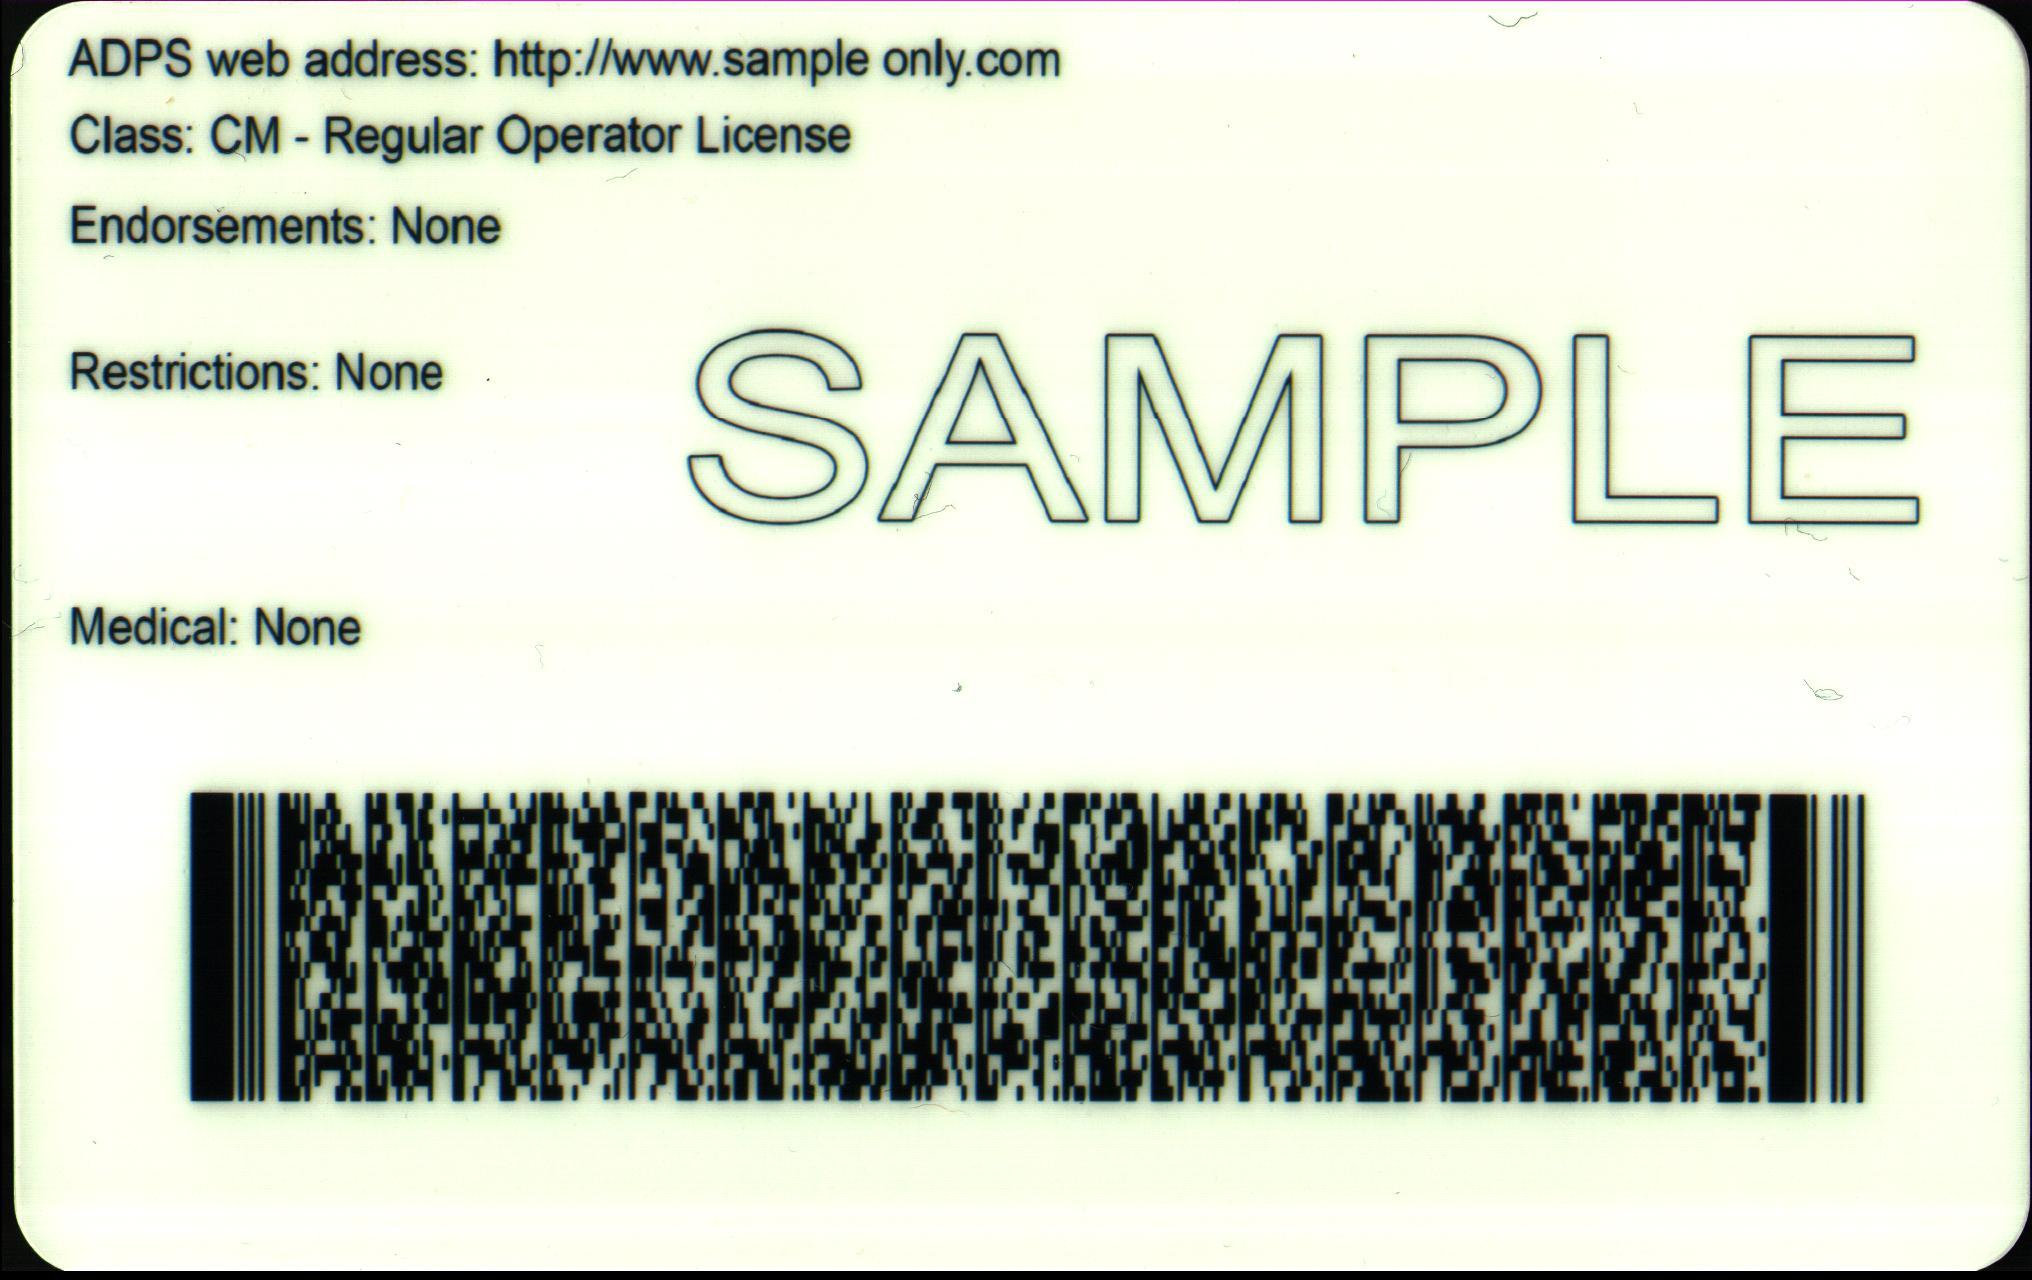 ADPS web address: http://www.sample only.com
Class: CM - Regular Operator License
Endorsements: None
Restrictions: None
SAMPLE
Medical: None